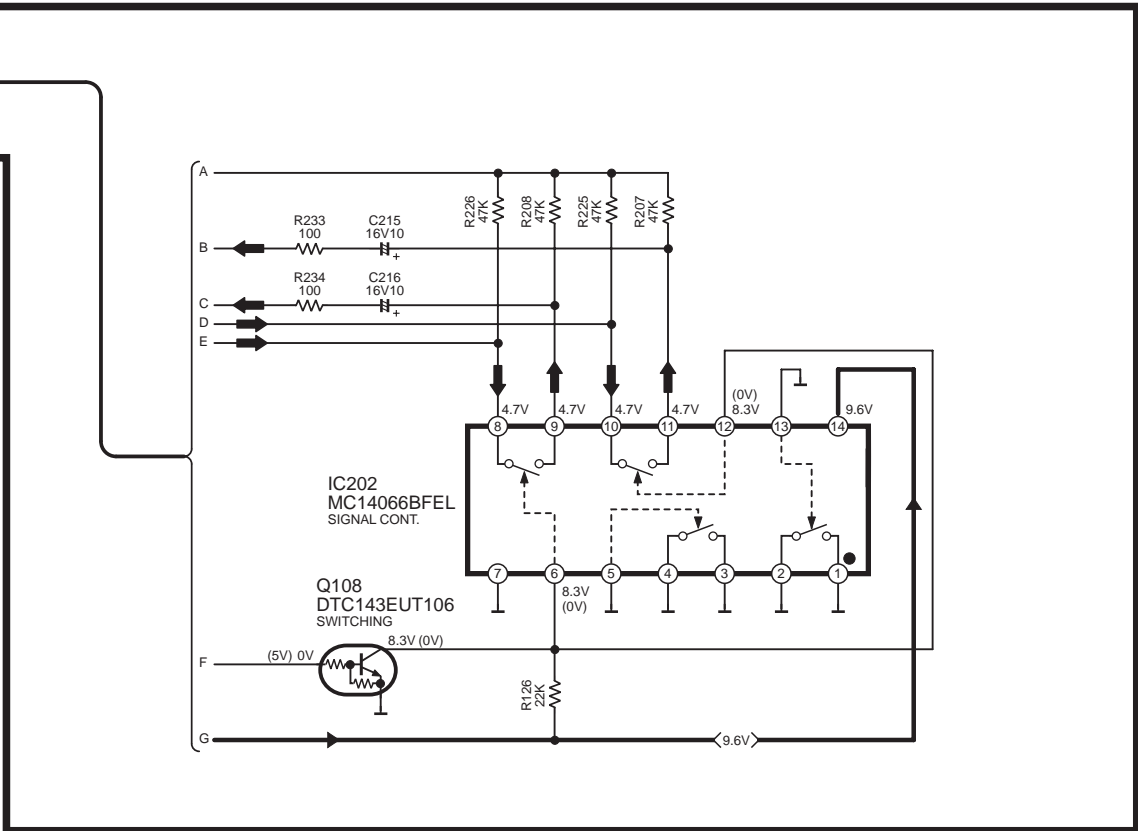 A
R226
47K
R208
47K
R225
47K
R207
47K
R233
100
C215
16V10
B
+
R234
100
C216
16V10
C
+
D
E
4.7V
4.7V
4.7V
4.7V
(0V)
8.3V
9.6V
8
9
10
11
12
13
14
IC202
MC14066BFEL
SIGNAL CONT.
7
6
5
4
3
2
1
8.3V
(0V)
Q108
DTC143EUT106
SWITCHING
8.3V (0V)
F
(5V) 0V
R126
22K
G
9.6V